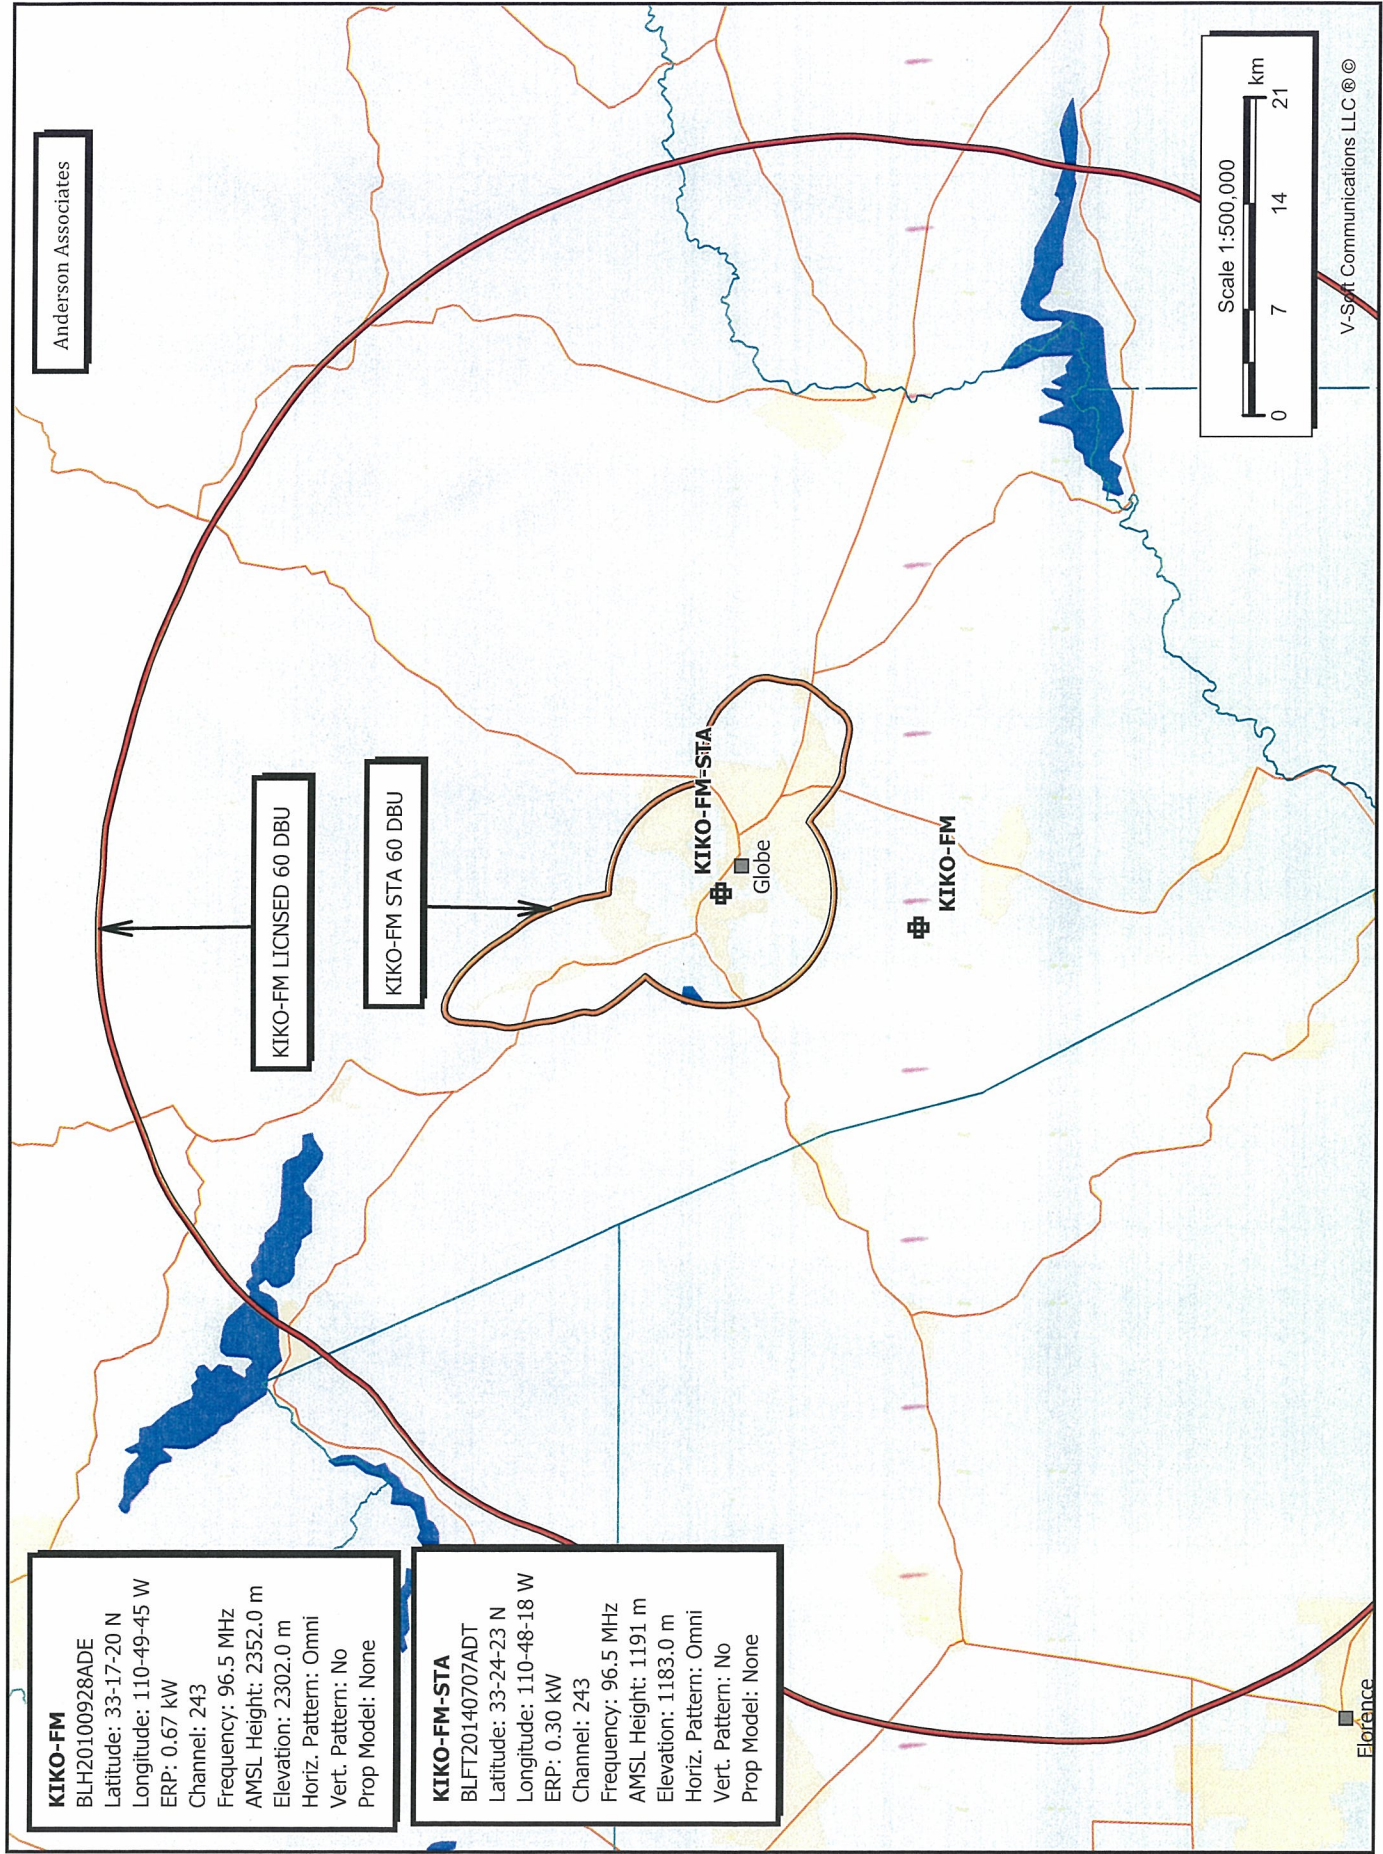 KIKO-FM
BLH20100928ADE
Latitude: 33-17-20 N
Longitude: 110-49-45 W
ERP: 0.67 kW
Channel: 243
Frequency: 96.5 MHz
AMSL Height: 2352.0 m
Elevation: 2302.0 m
Horiz. Pattern: Omni
Vert. Pattern: No
Prop Model: None
KIKO-FM-STA
BLFT20140707ADT
Latitude: 33-24-23 N
Longitude: 110-48-18 W
ERP: 0.30 kW
Channel: 243
Frequency: 96.5 MHz
AMSL Height: 1191 m
Elevation: 1183.0 m
Horiz. Pattern: Omni
Vert. Pattern: No
Prop Model: None
KIKO-FM LICNSED 60 DBU
KIKO-FM STA 60 DBU
Anderson Associates
KIKO-FM-STA
Globe
KIKO-FM
Florence
Scale 1:500,000
0 7 14 21 km
V-Soft Communications LLC ® ©